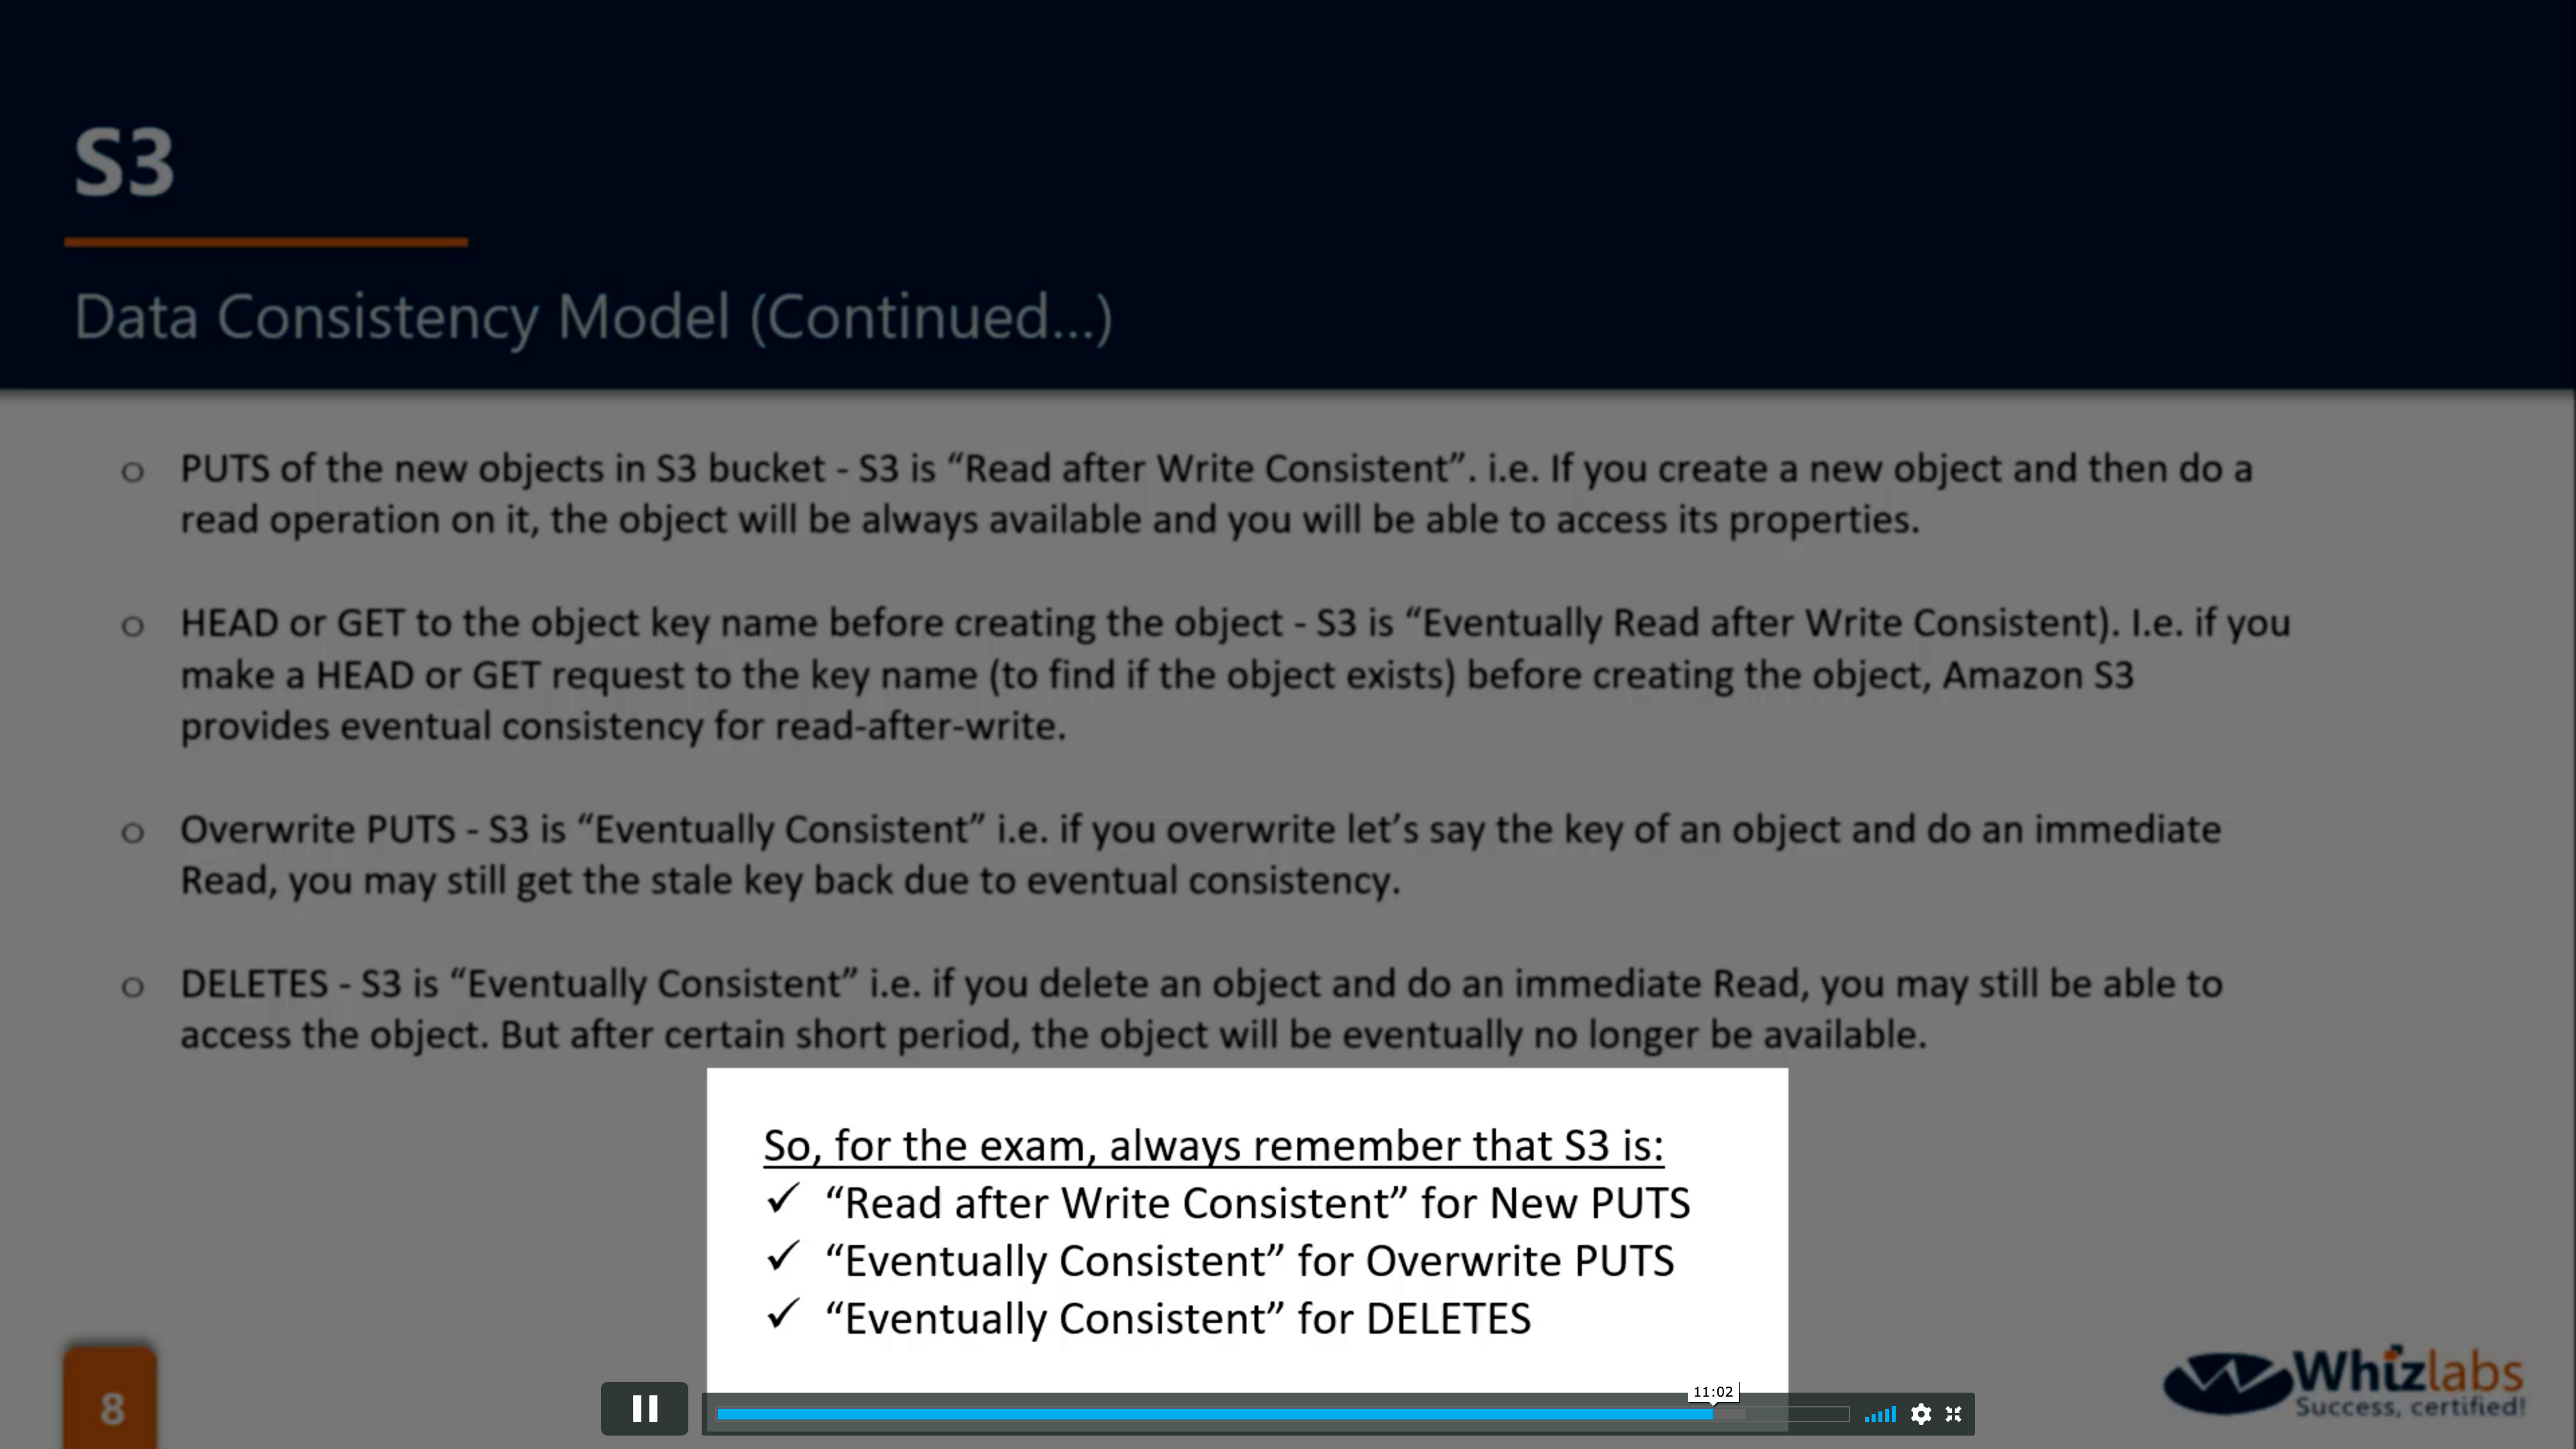 S3
Data Consistency Model (Continued...)
o PUTS of the new objects in S3 bucket - S3 is “Read after Write Consistent”. i.e. If you create a new object and then do a
read operation on it, the object will be always available and you will be able to access its properties.
o HEAD or GET to the object key name before creating the object - S3 is “Eventually Read after Write Consistent). I.e. if you
make a HEAD or GET request to the key name (to find if the object exists) before creating the object, Amazon S3
provides eventual consistency for read-after-write.
o Overwrite PUTS - S3 is “Eventually Consistent” i.e. if you overwrite let’s say the key of an object and do an immediate
Read, you may still get the stale key back due to eventual consistency.
o DELETES - S3 is “Eventually Consistent” i.e. if you delete an object and do an immediate Read, you may still be able to
access the object. But after certain short period, the object will be eventually no longer be available.
So, for the exam, always remember that S3 is:
✓ “Read after Write Consistent” for New PUTS
✓ “Eventually Consistent” for Overwrite PUTS
✓ “Eventually Consistent” for DELETES
8
11:02
Whizlabs
Success, certified!